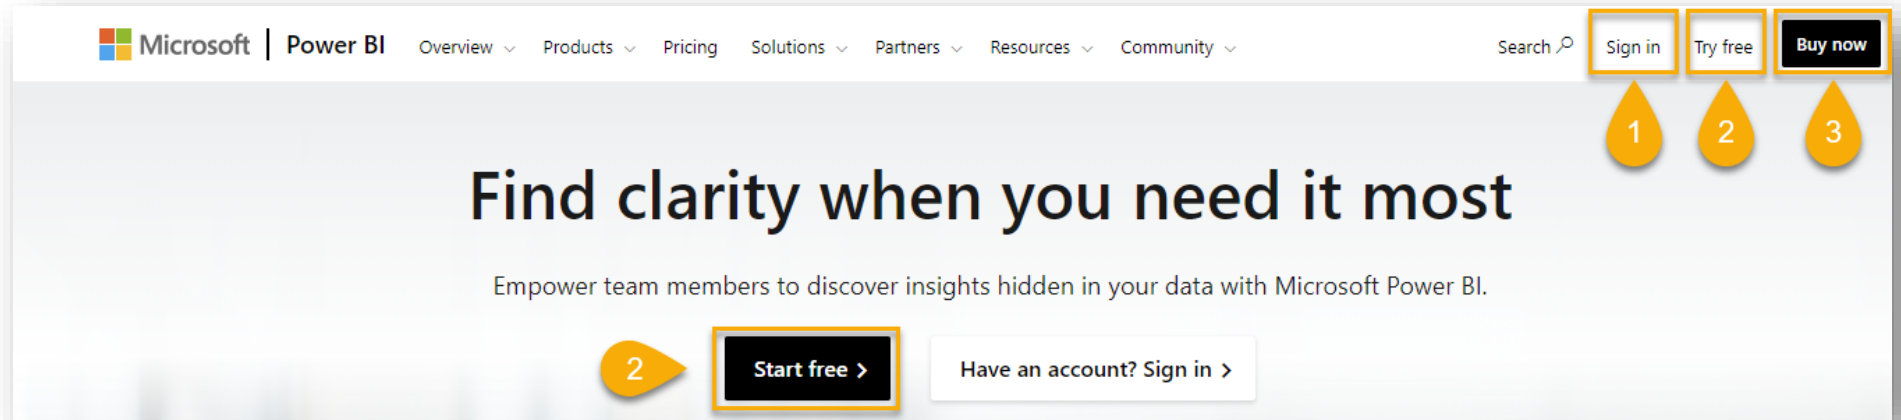 Microsoft | Power BI Overview Products Pricing Solutions Partners Resources Community Search Sign in Try free Buy now
1 2 3
Find clarity when you need it most
Empower team members to discover insights hidden in your data with Microsoft Power BI.
2 Start free > Have an account? Sign in >